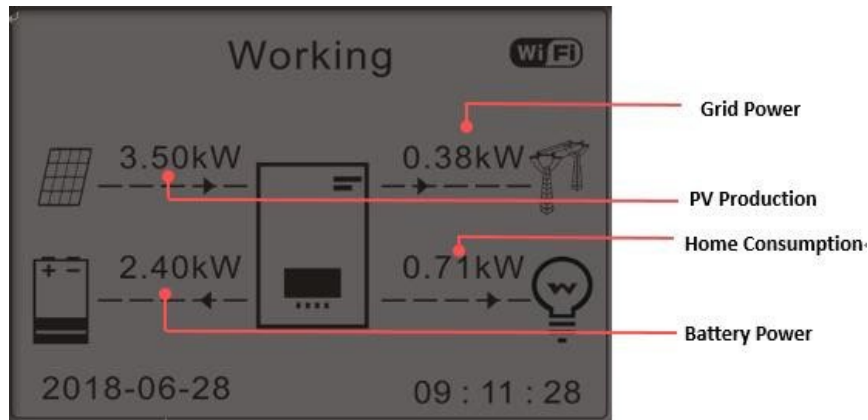 Working
WiFi
3.50kW
0.38kW
Grid Power
PV Production
Home Consumption
2.40kW
0.71kW
Battery Power
2018-06-28
09 : 11 : 28